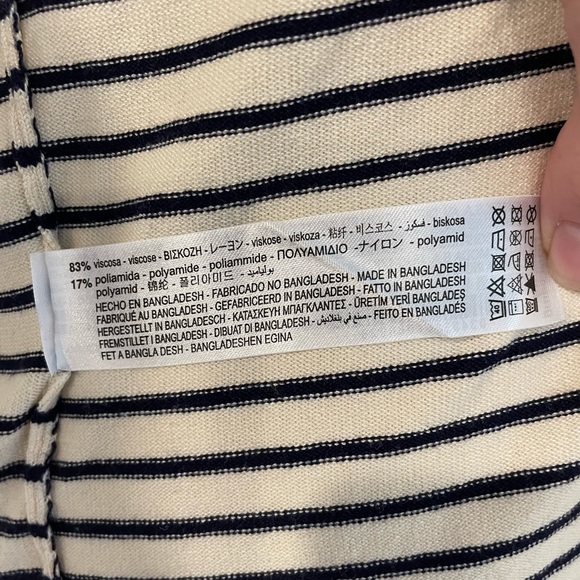 83% viscosa - viscose - ΒΙΣΚΟΖΗ - レーヨン - viskose - viskoza - 粘纤 - 비스코스 - فسكوز - biskosa
17% poliamida - polyamide - poliammide - ΠΟΛΥΑΜΙΔΙΟ - ナイロン - polyamid
polyamid - 锦纶 - 폴리아미드 - بولياميد
HECHO EN BANGLADESH - FABRICADO NO BANGLADESH - MADE IN BANGLADESH
FABRIQUÉ AU BANGLADESH - GEFABRICEERD IN BANGLADESH - FATTO IN BANGLADESH
HERGESTELLT IN BANGLADESCH - ΚΑΤΑΣΚΕΥΗ ΜΠΑΓΚΛΑΝΤΕΣ - ÜRETİM YERİ BANGLADEŞ
FREMSTILLET I BANGLADESH - DIBUAT DI BANGLADESH - صنع في بنغلاديش - FEITO EN BANGLADÉS
FET A BANGLA DESH - BANGLADESHEN EGINA